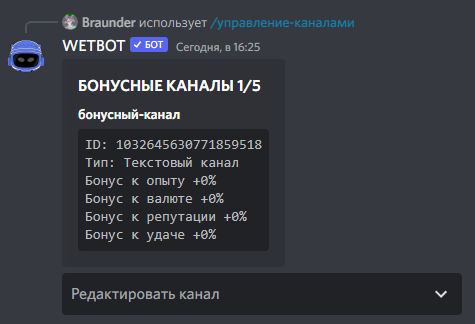 Braunder использует /управление-каналами
WETBOT ✓ БОТ Сегодня, в 16:25
БОНУСНЫЕ КАНАЛЫ 1/5
бонусный-канал
ID: 1032645630771859518
Тип: Текстовый канал
Бонус к опыту +0%
Бонус к валюте +0%
Бонус к репутации +0%
Бонус к удаче +0%
Редактировать канал